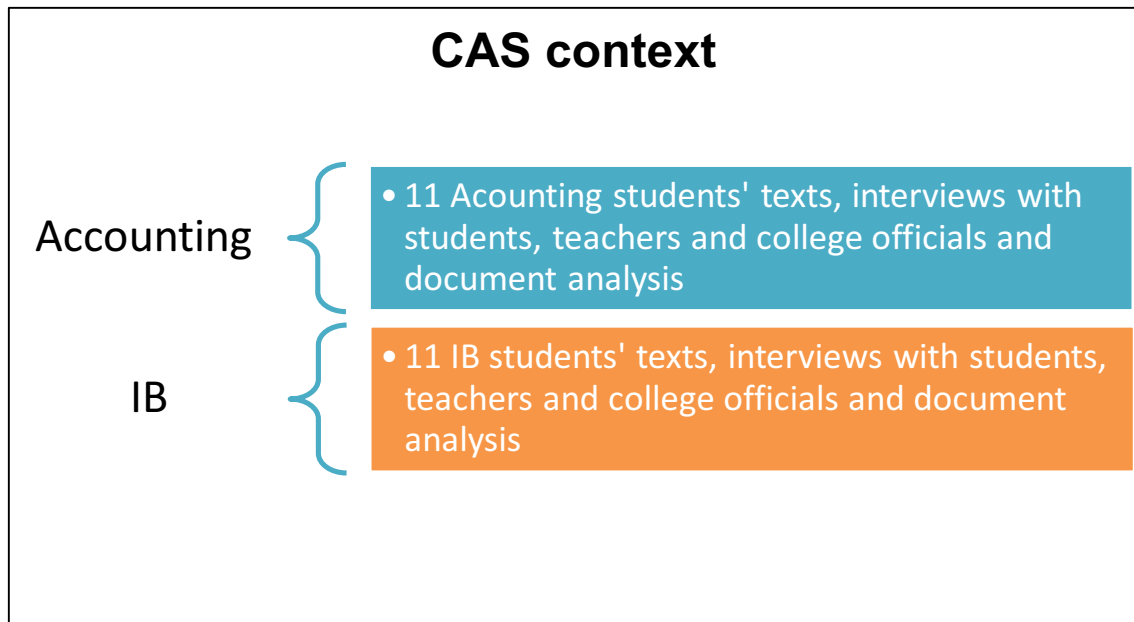 CAS context
Accounting
• 11 Acounting students' texts, interviews with
students, teachers and college officials and
document analysis
IB
• 11 IB students' texts, interviews with students,
teachers and college officials and document
analysis